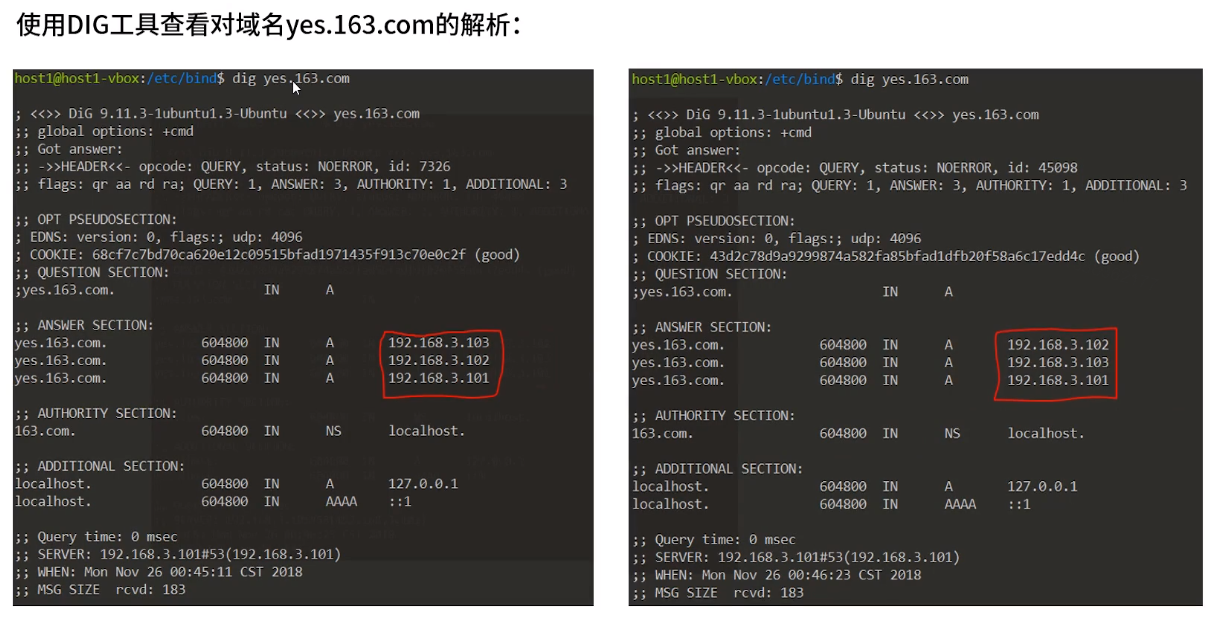 使用DIG工具查看对域名yes.163.com的解析：
host1@host1-vbox:/etc/bind$ dig yes.163.com
; <<>> DiG 9.11.3-1ubuntu1.3-Ubuntu <<>> yes.163.com
;; global options: +cmd
;; Got answer:
;; ->>HEADER<<- opcode: QUERY, status: NOERROR, id: 7326
;; flags: qr aa rd ra; QUERY: 1, ANSWER: 3, AUTHORITY: 1, ADDITIONAL: 3
;; OPT PSEUDOSECTION:
; EDNS: version: 0, flags:; udp: 4096
; COOKIE: 68cf7c7bd70ca620e12c09515bfad1971435f913c70e0c2f (good)
;; QUESTION SECTION:
;yes.163.com. IN A
;; ANSWER SECTION:
yes.163.com. 604800 IN A 192.168.3.103
yes.163.com. 604800 IN A 192.168.3.102
yes.163.com. 604800 IN A 192.168.3.101
;; AUTHORITY SECTION:
163.com. 604800 IN NS localhost.
;; ADDITIONAL SECTION:
localhost. 604800 IN A 127.0.0.1
localhost. 604800 IN AAAA ::1
;; Query time: 0 msec
;; SERVER: 192.168.3.101#53(192.168.3.101)
;; WHEN: Mon Nov 26 00:45:11 CST 2018
;; MSG SIZE rcvd: 183
host1@host1-vbox:/etc/bind$ dig yes.163.com
; <<>> DiG 9.11.3-1ubuntu1.3-Ubuntu <<>> yes.163.com
;; global options: +cmd
;; Got answer:
;; ->>HEADER<<- opcode: QUERY, status: NOERROR, id: 45098
;; flags: qr aa rd ra; QUERY: 1, ANSWER: 3, AUTHORITY: 1, ADDITIONAL: 3
;; OPT PSEUDOSECTION:
; EDNS: version: 0, flags:; udp: 4096
; COOKIE: 43d2c78d9a9299874a582fa85bfad1dfb20f58a6c17edd4c (good)
;; QUESTION SECTION:
;yes.163.com. IN A
;; ANSWER SECTION:
yes.163.com. 604800 IN A 192.168.3.102
yes.163.com. 604800 IN A 192.168.3.103
yes.163.com. 604800 IN A 192.168.3.101
;; AUTHORITY SECTION:
163.com. 604800 IN NS localhost.
;; ADDITIONAL SECTION:
localhost. 604800 IN A 127.0.0.1
localhost. 604800 IN AAAA ::1
;; Query time: 0 msec
;; SERVER: 192.168.3.101#53(192.168.3.101)
;; WHEN: Mon Nov 26 00:46:23 CST 2018
;; MSG SIZE rcvd: 183